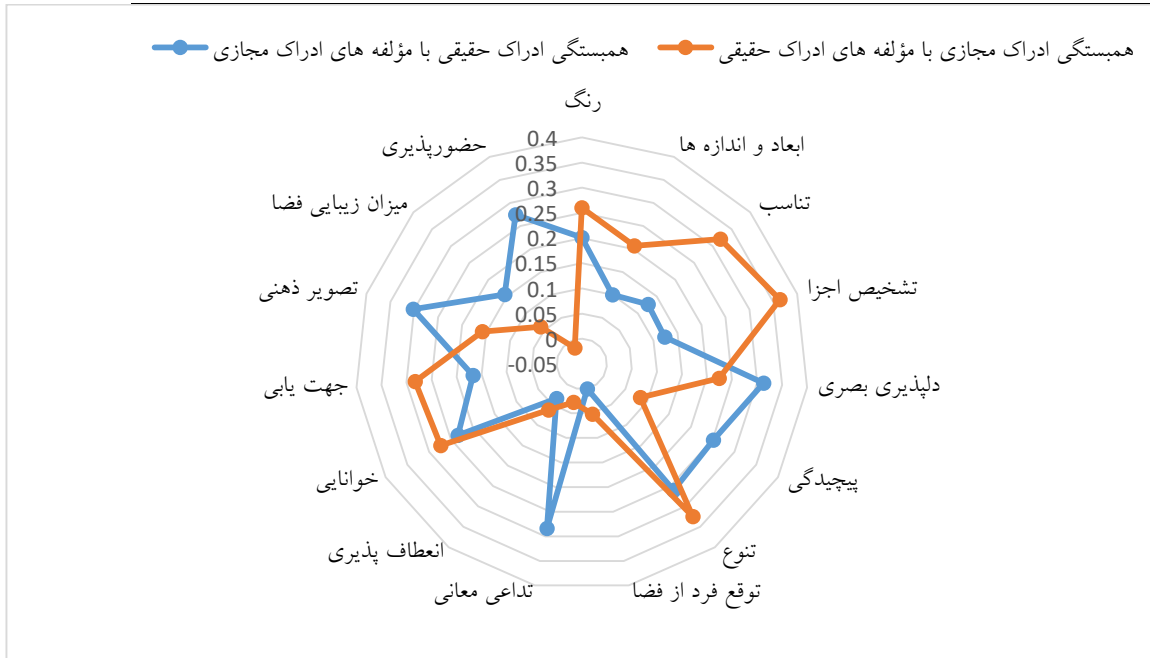 همبستگی ادراک مجازی با مؤلفه های ادراک حقیقی
همبستگی ادراک حقیقی با مؤلفه های ادراک مجازی
رنگ
ابعاد و اندازه ها
تناسب
تشخیص اجزا
دلپذیری بصری
پیچیدگی
تنوع
توقع فرد از فضا
تداعی معانی
انعطاف پذیری
خوانایی
جهت یابی
تصویر ذهنی
میزان زیبایی فضا
حضورپذیری
0.4
0.35
0.3
0.25
0.2
0.15
0.1
0.05
0
-0.05